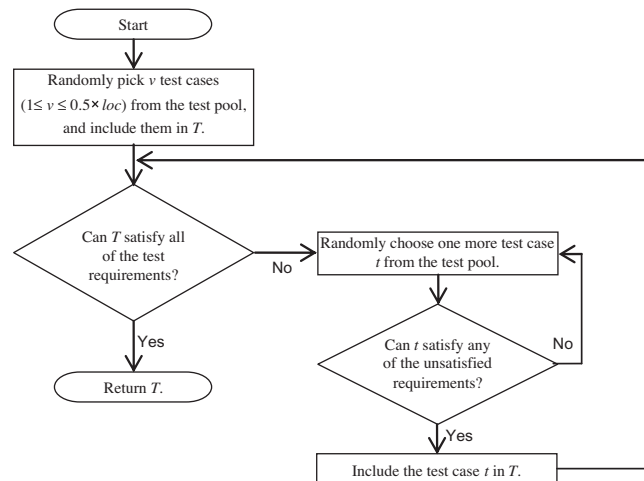 Start
Randomly pick v test cases
(1≤ v ≤ 0.5× loc) from the test pool,
and include them in T.
Can T satisfy all
of the test
requirements?
No
Randomly choose one more test case
t from the test pool.
Yes
Can t satisfy any
of the unsatisfied
requirements?
No
Return T.
Yes
Include the test case t in T.